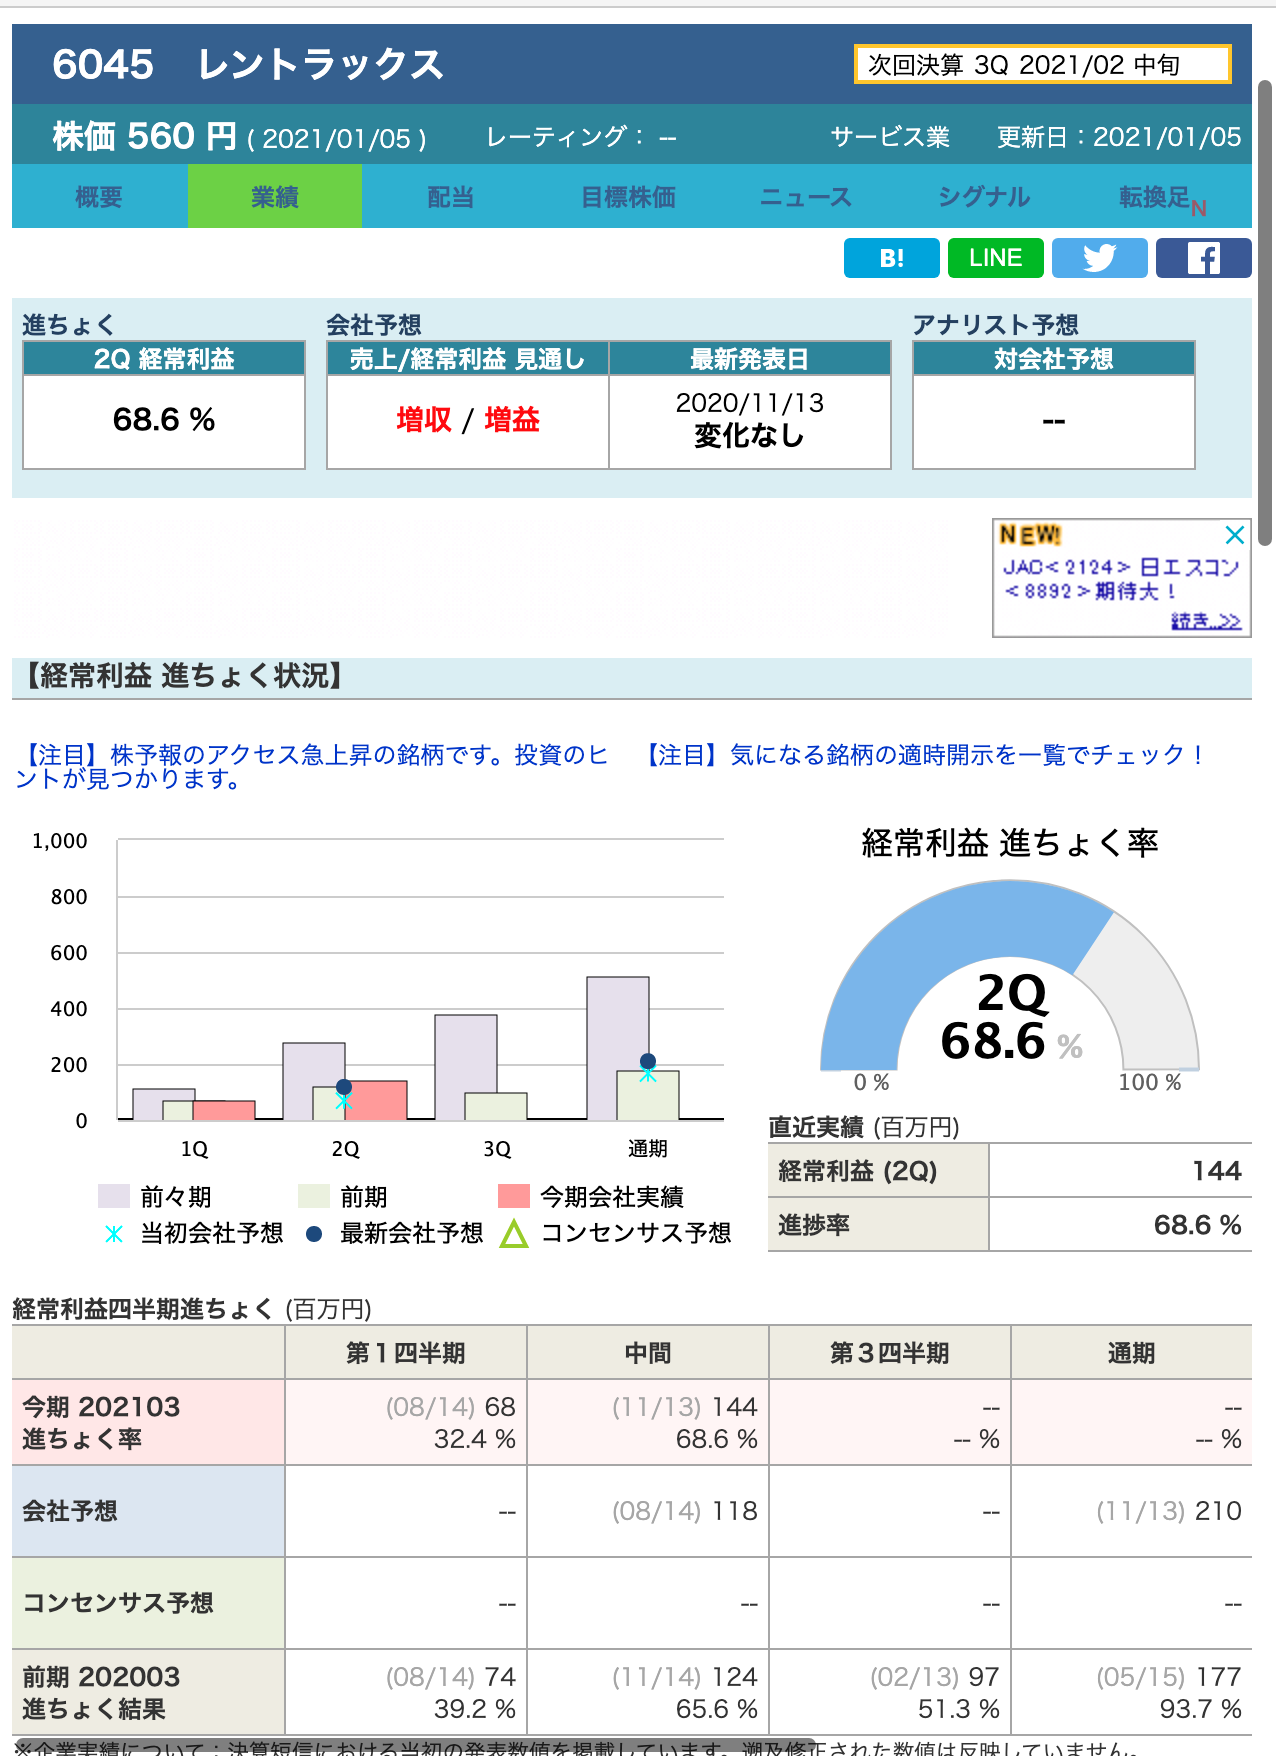 6045 レントラックス
次回決算 3Q 2021/02 中旬
株価 560 円 ( 2021/01/05 ) レーティング： -- サービス業 更新日：2021/01/05
概要 業績 配当 目標株価 ニュース シグナル 転換足N
B! LINE
進ちょく 会社予想 アナリスト予想
2Q 経常利益 売上/経常利益 見通し 最新発表日 対会社予想
68.6 % 増収 / 増益 2020/11/13 --
変化なし
NEW!
JAC<2124> 日エスコン
<8892>期待大！
続き..>>
【経常利益 進ちょく状況】
【注目】株予報のアクセス急上昇の銘柄です。投資のヒ
ントが見つかります。
【注目】気になる銘柄の適時開示を一覧でチェック！
1,000
800
600
400
200
0
1Q 2Q 3Q 通期
前々期 前期 今期会社実績
当初会社予想 最新会社予想 コンセンサス予想
経常利益 進ちょく率
2Q
68.6 %
0 % 100 %
直近実績 (百万円)
経常利益 (2Q) 144
進捗率 68.6 %
経常利益四半期進ちょく (百万円)
第１四半期 中間 第３四半期 通期
今期 202103 (08/14) 68 (11/13) 144 -- --
進ちょく率 32.4 % 68.6 % -- % -- %
会社予想 -- (08/14) 118 -- (11/13) 210
コンセンサス予想 -- -- -- --
前期 202003 (08/14) 74 (11/14) 124 (02/13) 97 (05/15) 177
進ちょく結果 39.2 % 65.6 % 51.3 % 93.7 %
※企業実績について：決算短信における当初の発表数値を掲載しています。遡及修正された数値は反映していません。